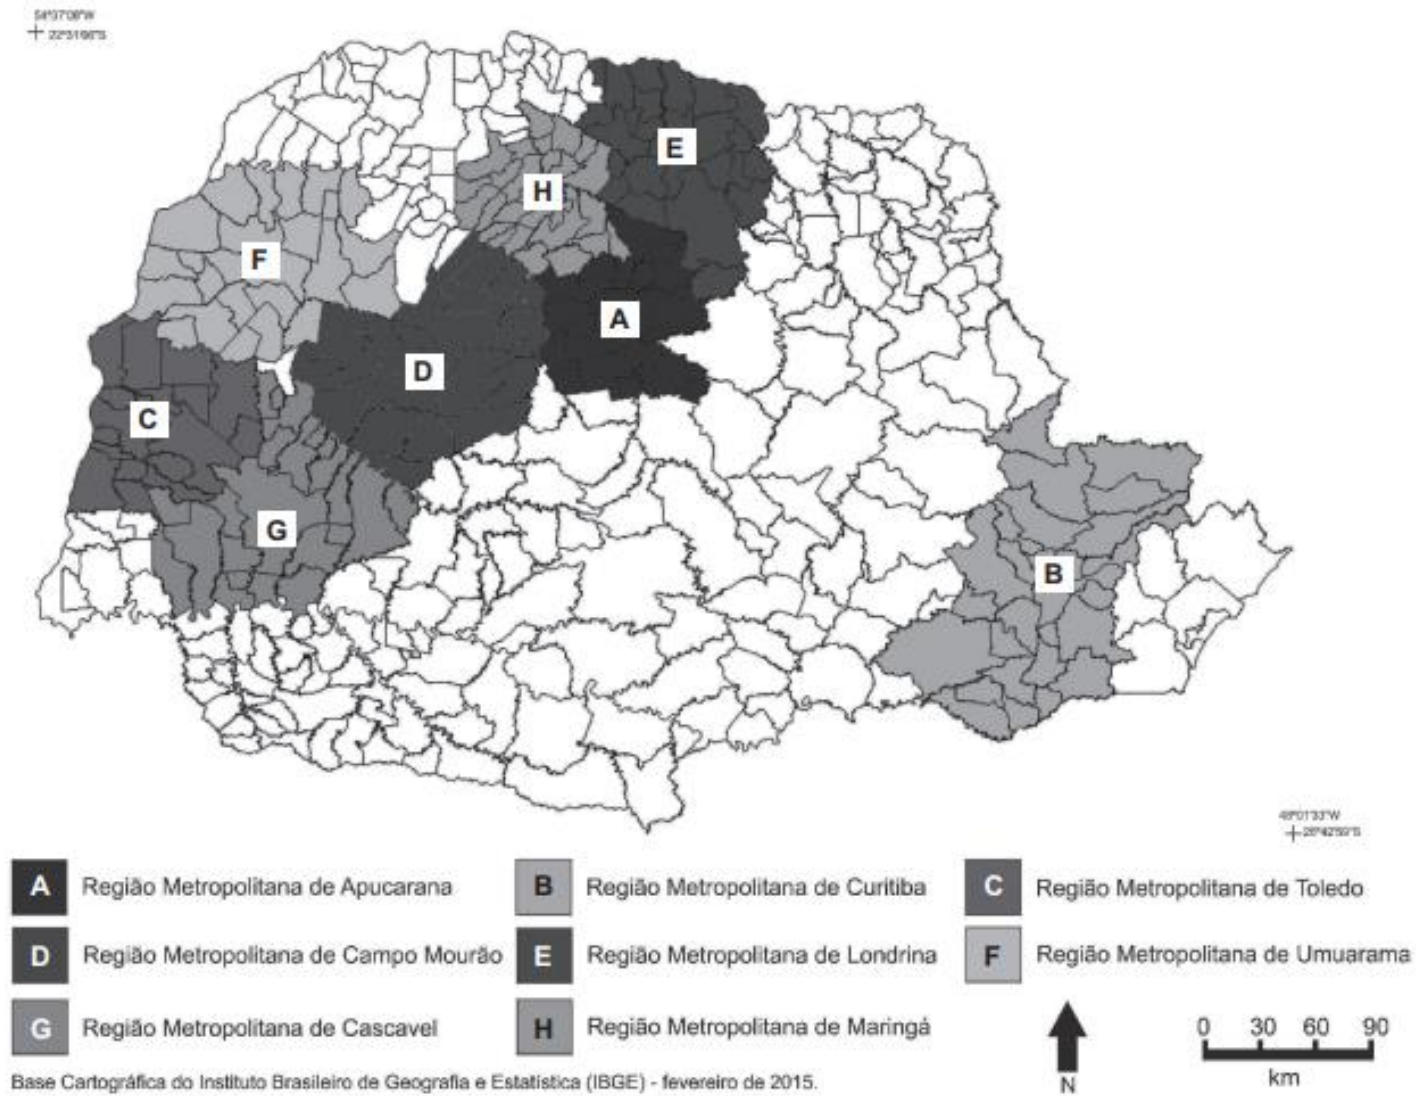 E
H
F
A
D
C
G
B
A Região Metropolitana de Apucarana
B Região Metropolitana de Curitiba
C Região Metropolitana de Toledo
D Região Metropolitana de Campo Mourão
E Região Metropolitana de Londrina
F Região Metropolitana de Umuarama
G Região Metropolitana de Cascavel
H Região Metropolitana de Maringá
0 30 60 90
km
N
Base Cartográfica do Instituto Brasileiro de Geografia e Estatística (IBGE) - fevereiro de 2015.